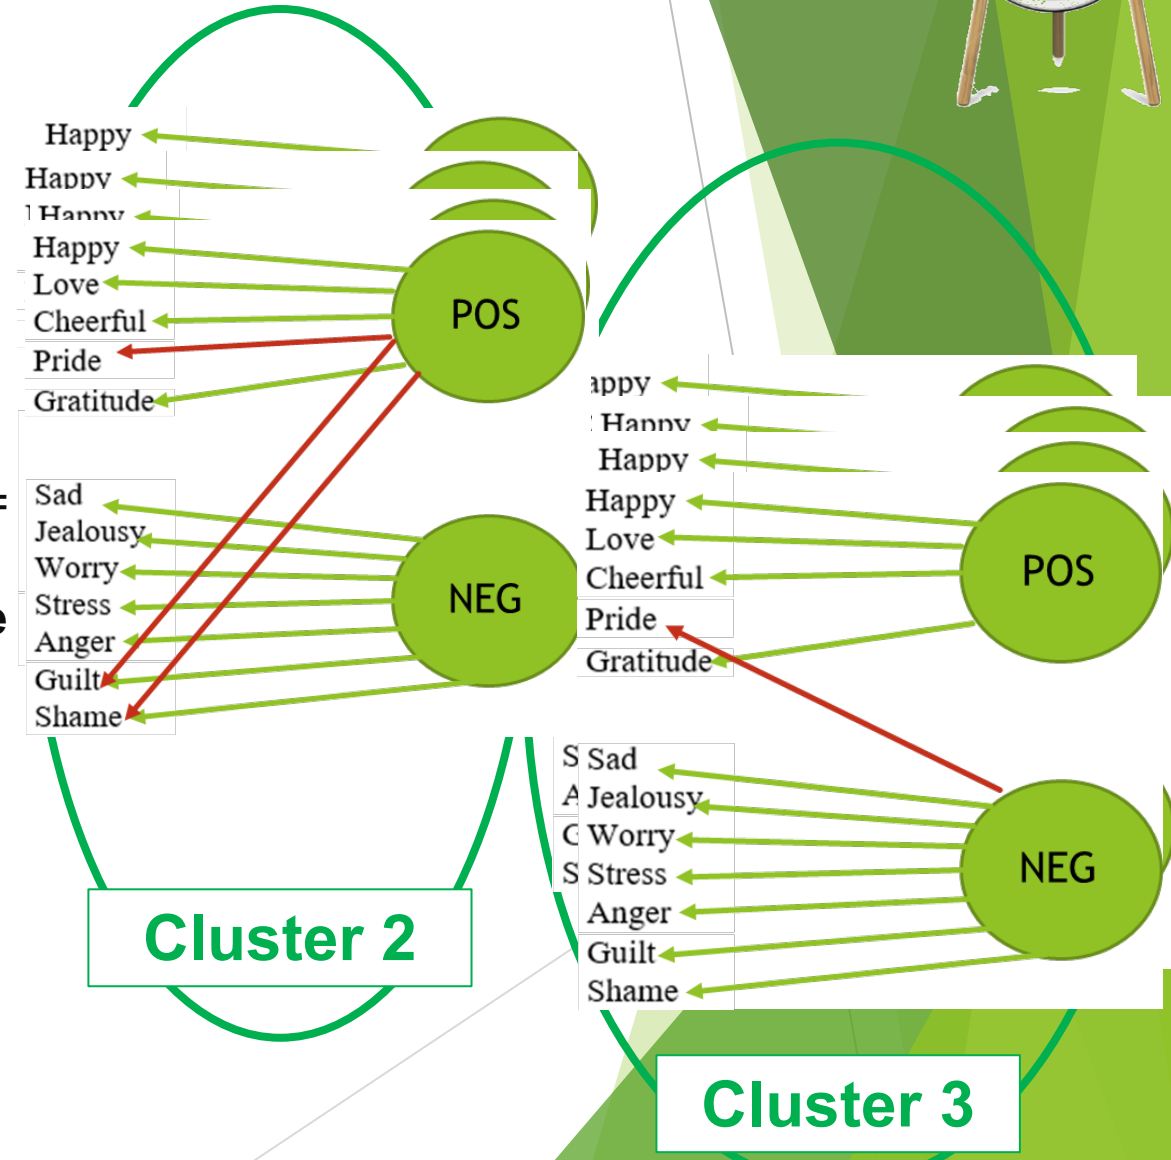 Happy
Happy
Happy
Happy
Love
Cheerful
Pride
Gratitude
POS
Sad
Jealousy
Worry
Stress
Anger
Guilt
Shame
NEG
=
e
Cluster 2
appy
Happy
Happy
Happy
Love
Cheerful
Pride
Gratitude
POS
S
A
G
S
Sad
Jealousy
Worry
Stress
Anger
Guilt
Shame
NEG
Cluster 3